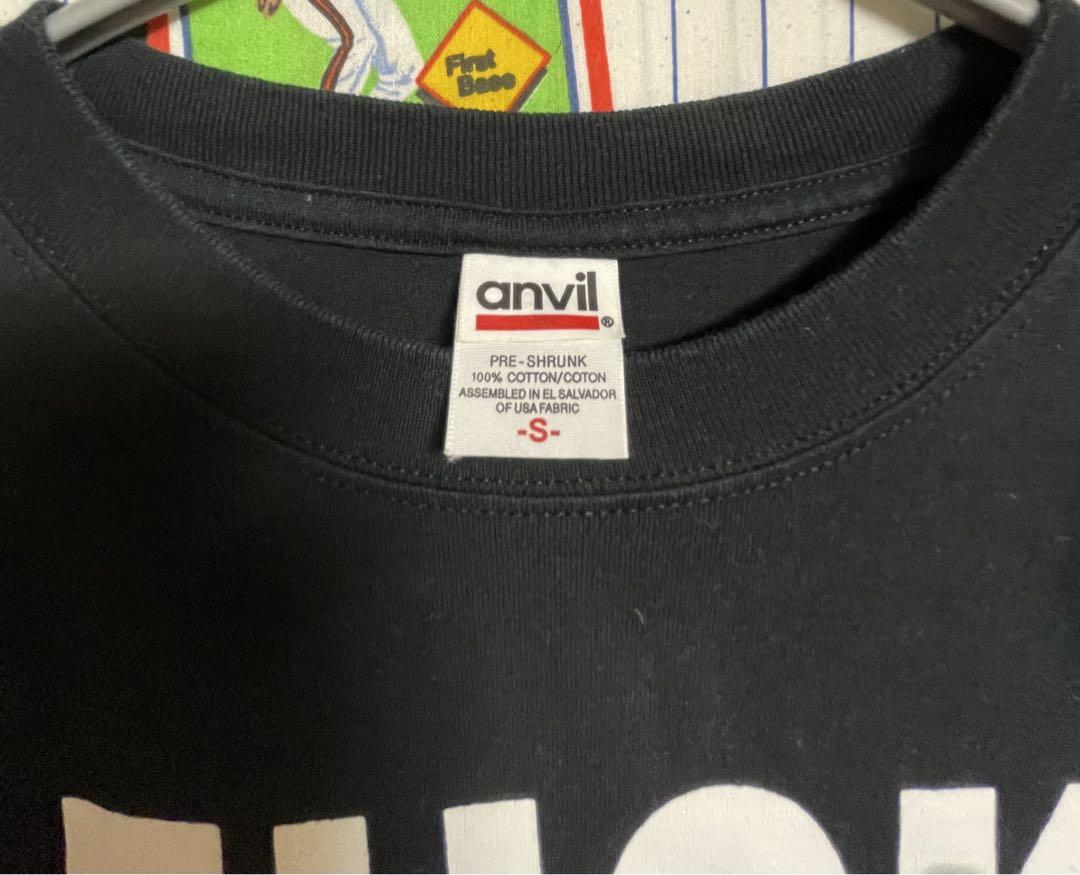 First
Base
anvil®
PRE-SHRUNK
100% COTTON/COTON
ASSEMBLED IN EL SALVADOR
OF USA FABRIC
-S-